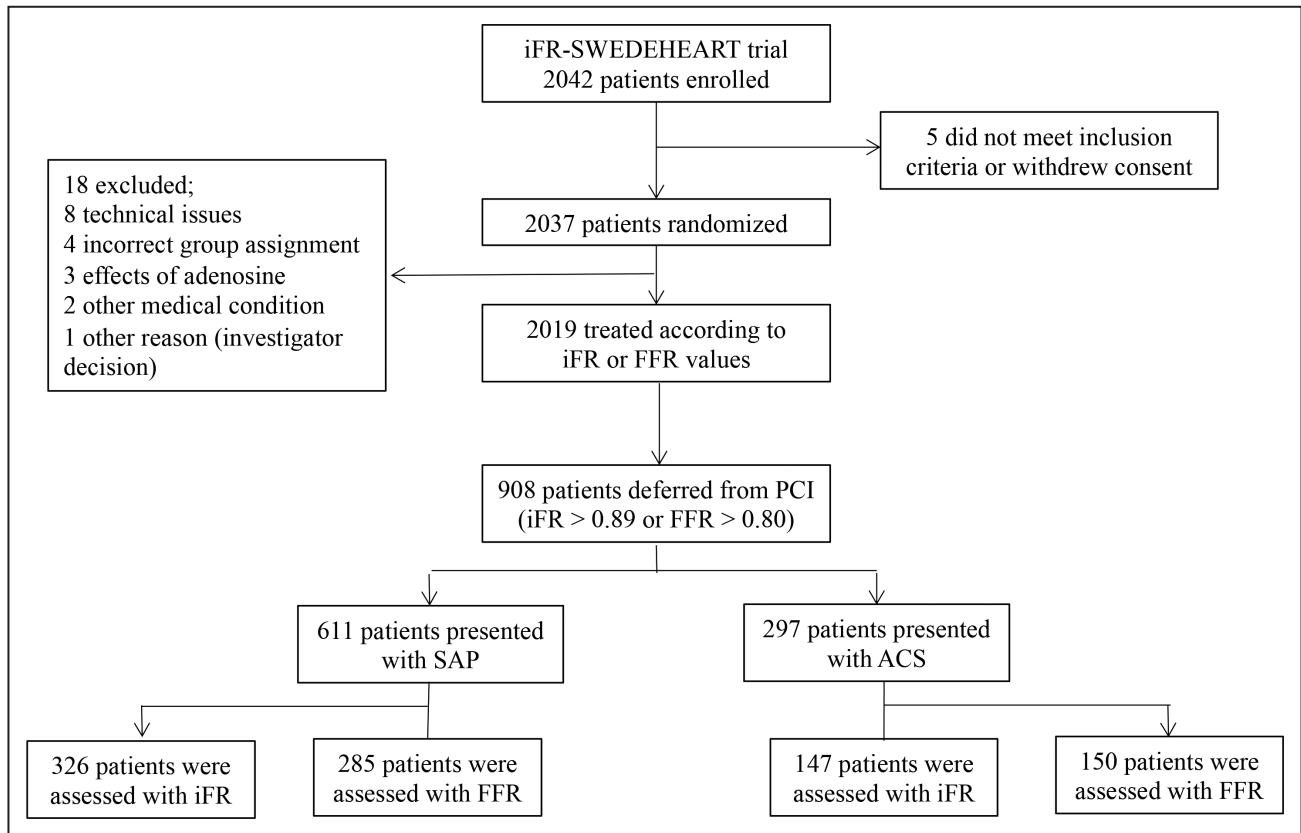 iFR-SWEDEHEART trial
2042 patients enrolled
5 did not meet inclusion
criteria or withdrew consent
18 excluded;
8 technical issues
4 incorrect group assignment
3 effects of adenosine
2 other medical condition
1 other reason (investigator
decision)
2037 patients randomized
2019 treated according to
iFR or FFR values
908 patients deferred from PCI
(iFR > 0.89 or FFR > 0.80)
611 patients presented
with SAP
297 patients presented
with ACS
326 patients were
assessed with iFR
285 patients were
assessed with FFR
147 patients were
assessed with iFR
150 patients were
assessed with FFR